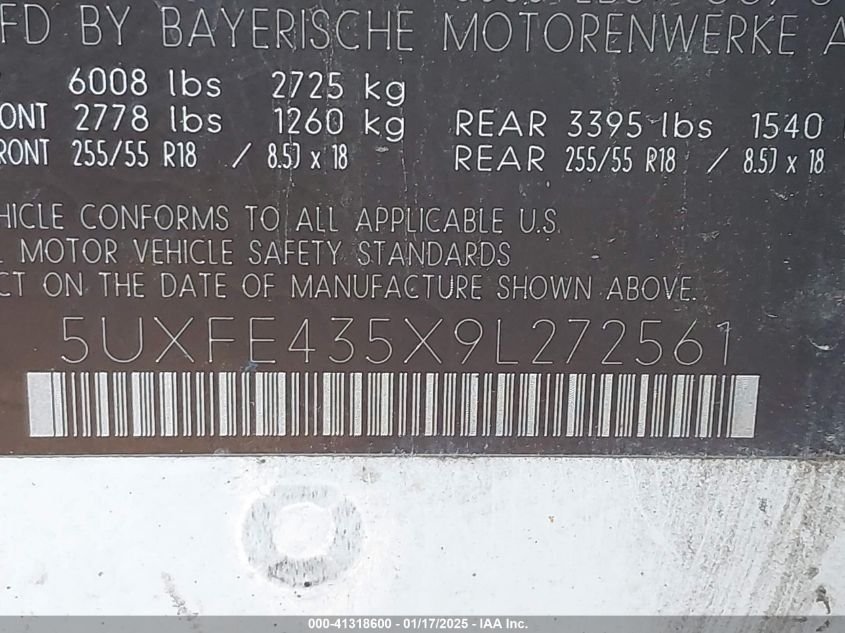 MFD BY BAYERISCHE MOTORENWERKE A
6008 lbs 2725 kg
ONT 2778 lbs 1260 kg REAR 3395 lbs 1540
RONT 255/55 R18 / 8.5J x 18 REAR 255/55 R18 / 8.5J x 18
HICLE CONFORMS TO ALL APPLICABLE U.S.
MOTOR VEHICLE SAFETY STANDARDS
CT ON THE DATE OF MANUFACTURE SHOWN ABOVE.
5UXFE435X9L272561
000-41318600 - 01/17/2025 - IAA Inc.